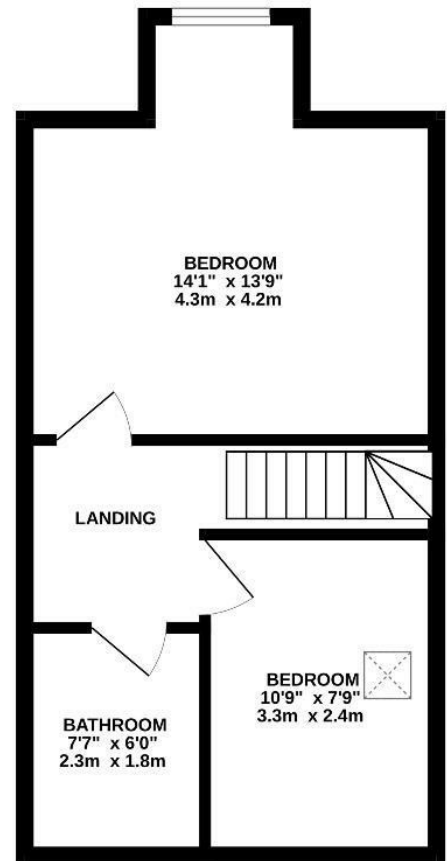 BEDROOM
14'1" x 13'9"
4.3m x 4.2m
LANDING
BEDROOM
10'9" x 7'9"
3.3m x 2.4m
BATHROOM
7'7" x 6'0"
2.3m x 1.8m